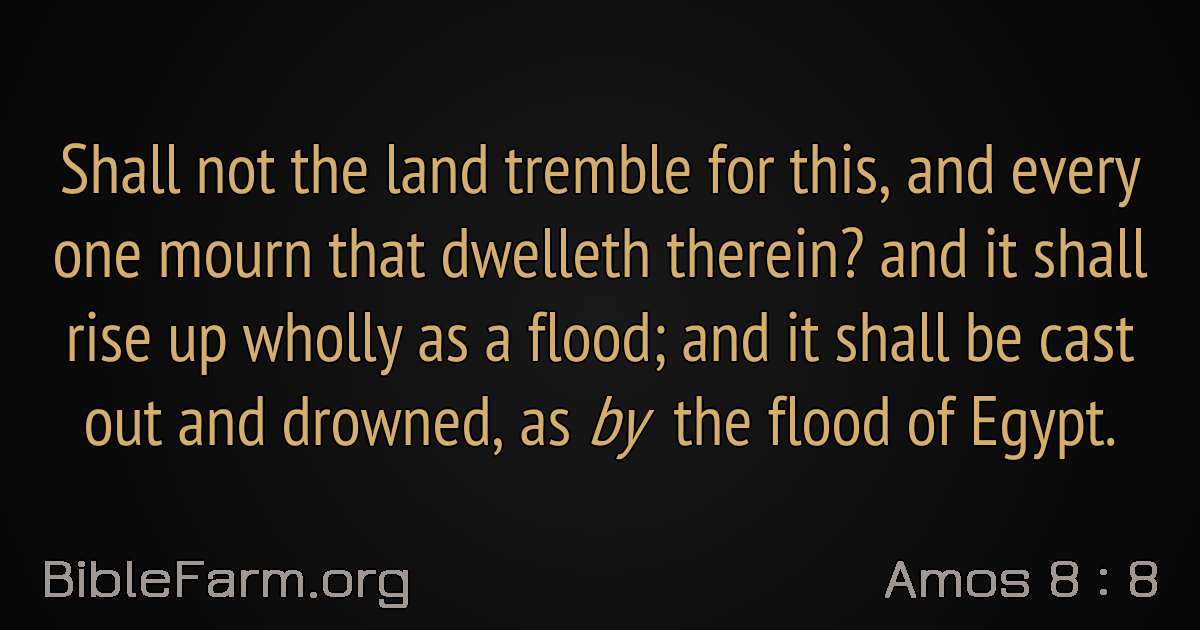 Shall not the land tremble for this, and every
one mourn that dwelleth therein? and it shall
rise up wholly as a flood; and it shall be cast
out and drowned, as by the flood of Egypt.
BibleFarm.org
Amos 8 : 8